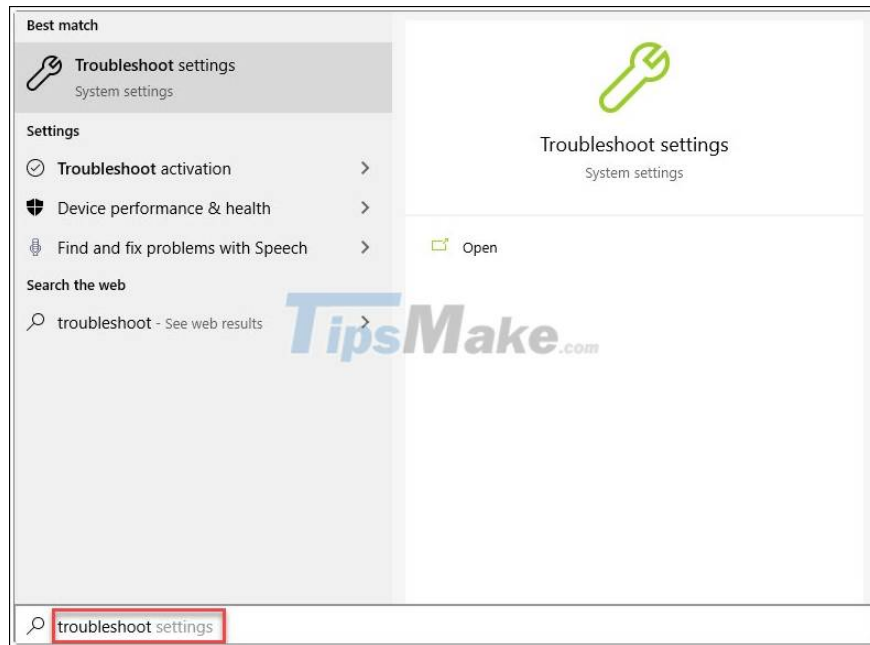 Best match
Troubleshoot settings
System settings
Settings
Troubleshoot activation
Device performance & health
Find and fix problems with Speech
Search the web
troubleshoot - See web results
Troubleshoot settings
System settings
Open
TipsMake.com
troubleshoot settings